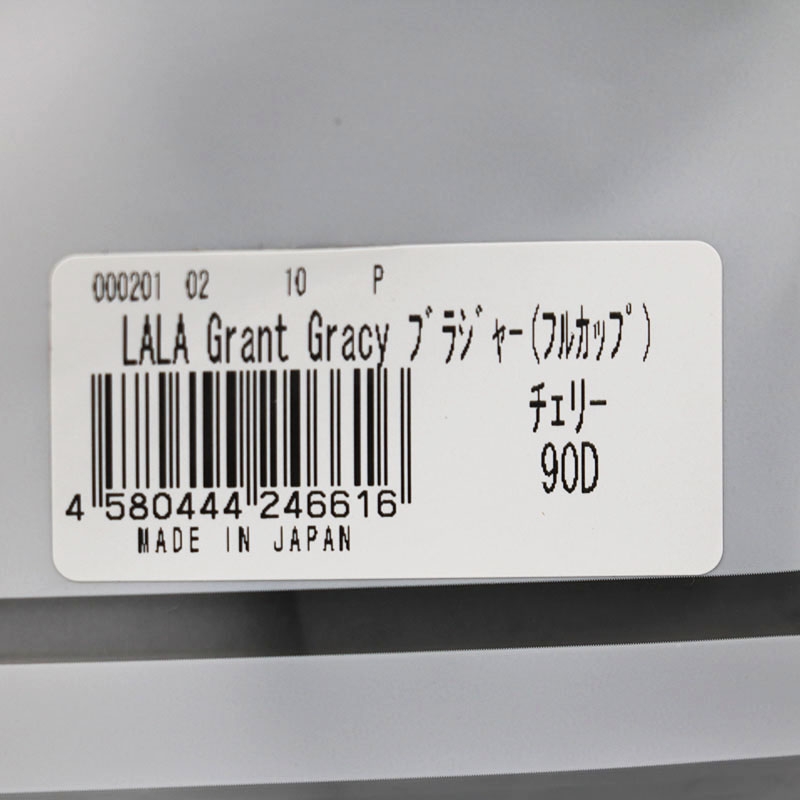 000201 02 10 P
LALA Grant Gracy ﾌﾞﾗｼﾞｬｰ(ﾌﾙｶｯﾌﾟ)
ﾁｪﾘｰ
90D
4 580444 246616
MADE IN JAPAN